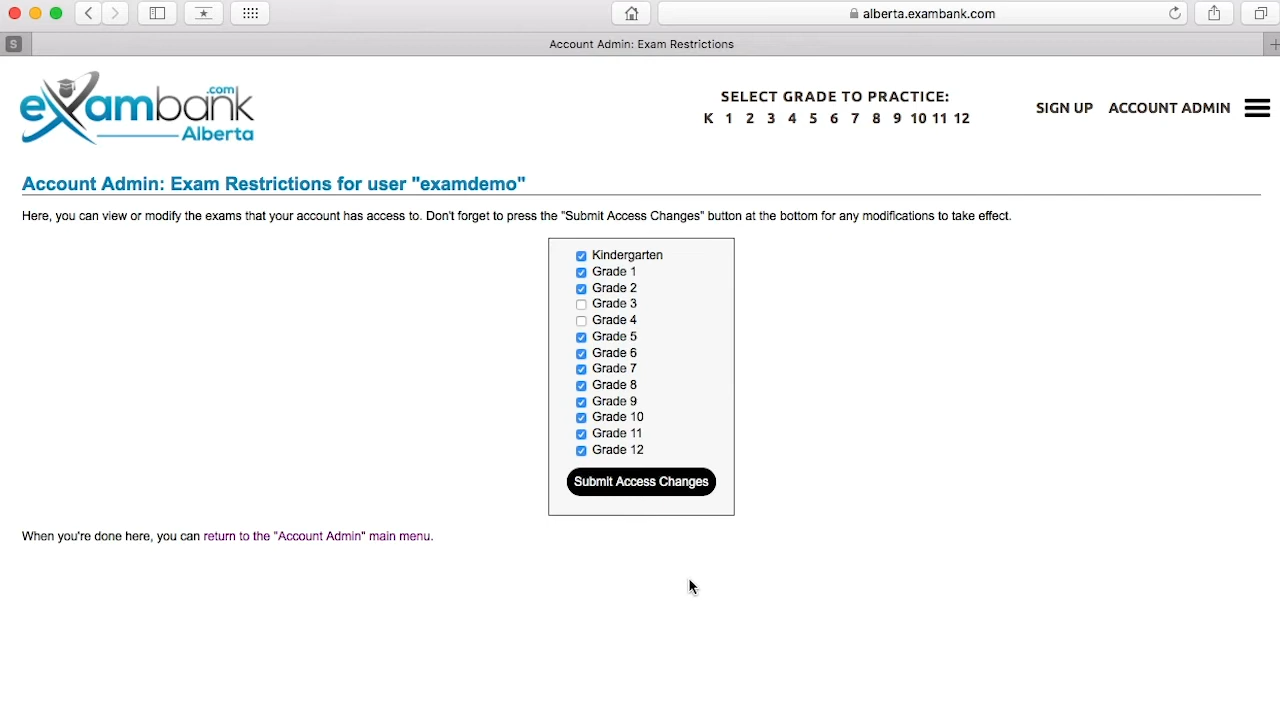 alberta.exambank.com
S
Account Admin: Exam Restrictions
exambank.com
Alberta
SELECT GRADE TO PRACTICE:
K 1 2 3 4 5 6 7 8 9 10 11 12
SIGN UP ACCOUNT ADMIN
Account Admin: Exam Restrictions for user "examdemo"
Here, you can view or modify the exams that your account has access to. Don't forget to press the "Submit Access Changes" button at the bottom for any modifications to take effect.
Kindergarten
Grade 1
Grade 2
Grade 3
Grade 4
Grade 5
Grade 6
Grade 7
Grade 8
Grade 9
Grade 10
Grade 11
Grade 12
Submit Access Changes
When you're done here, you can return to the "Account Admin" main menu.